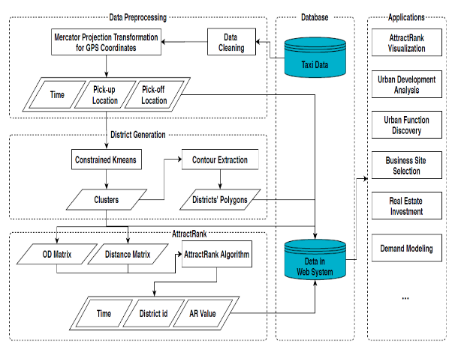 Data Preprocessing
Database
Applications
Mercator Projection Transformation
for GPS Coordinates
Data
Cleaning
Taxi Data
AttractRank
Visualization
Time
Pick-up
Location
Pick-off
Location
Urban Development
Analysis
Urban Function
Discovery
District Generation
Constrained Kmeans
Contour Extraction
Business Site
Selection
Clusters
Districts' Polygons
Real Estate
Investment
AttractRank
OD Matrix
Distance Matrix
AttractRank Algorithm
Data in
Web System
Demand Modeling
Time
District Id
AR Value
...